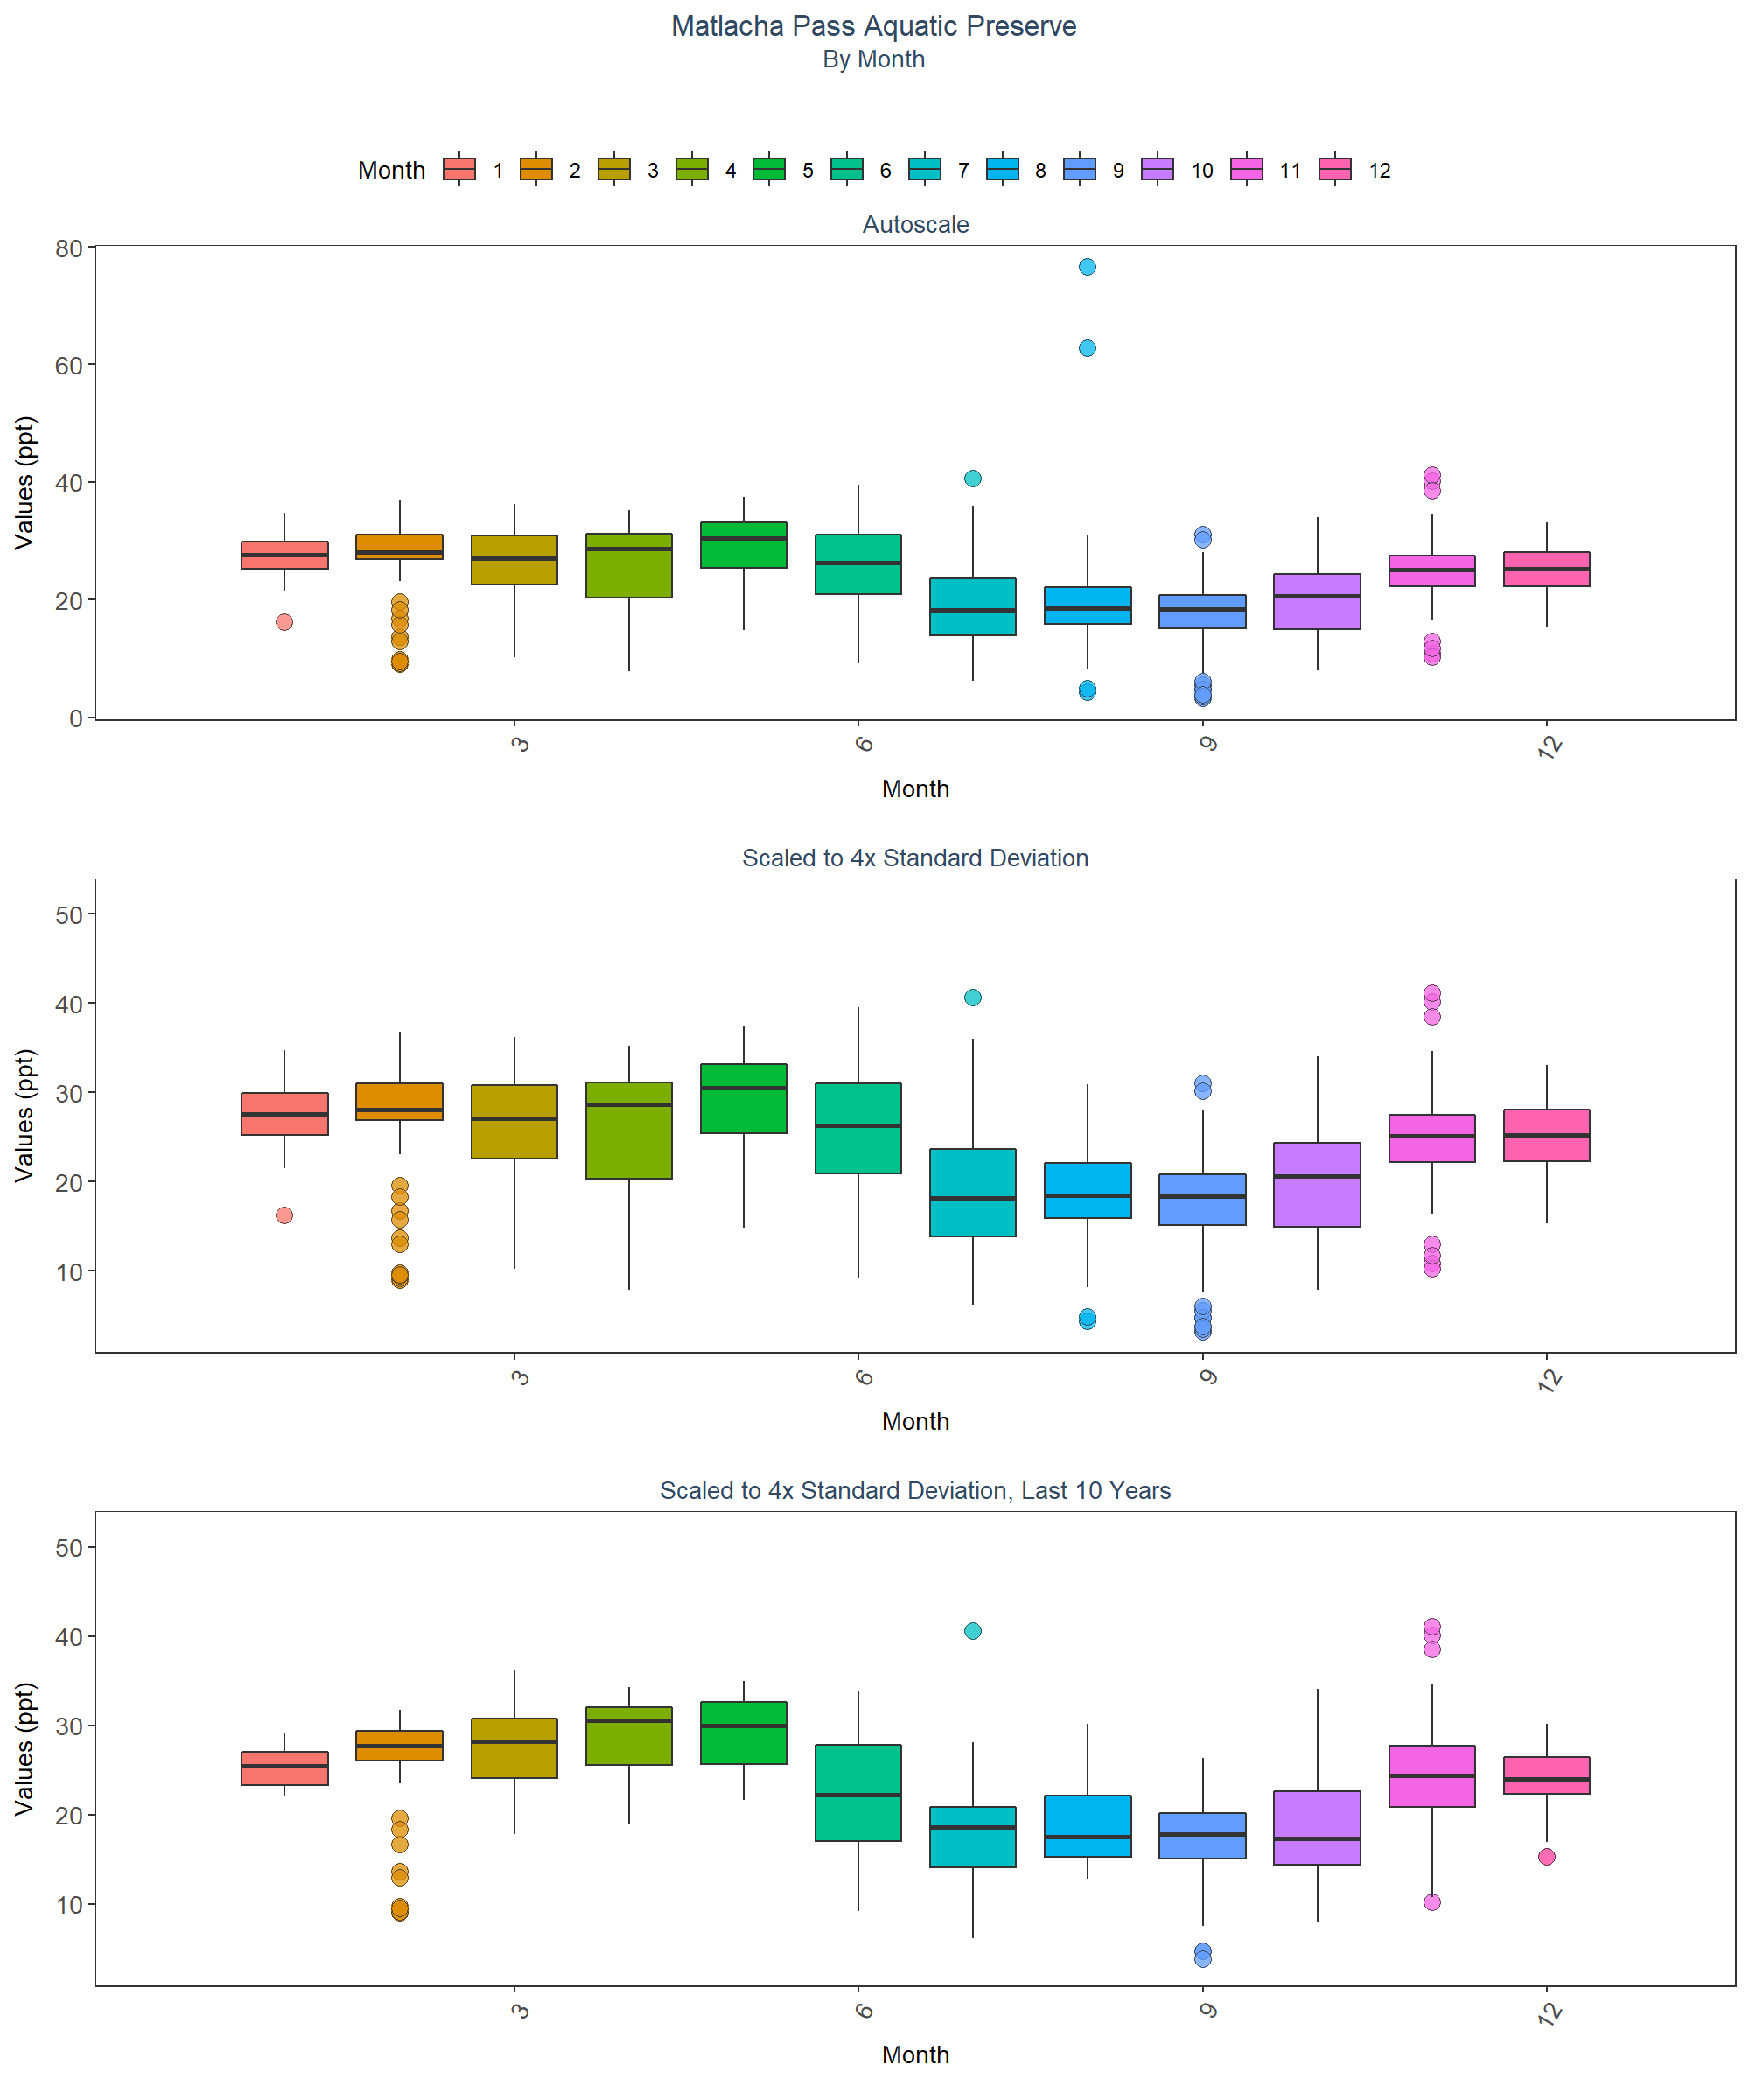 Matlacha Pass Aquatic Preserve
By Month
Month 1 2 3 4 5 6 7 8 9 10 11 12
Autoscale
80
60
40
20
0
Values (ppt)
3 6 9 12
Month
Scaled to 4x Standard Deviation
50
40
30
20
10
Values (ppt)
3 6 9 12
Month
Scaled to 4x Standard Deviation, Last 10 Years
50
40
30
20
10
Values (ppt)
3 6 9 12
Month